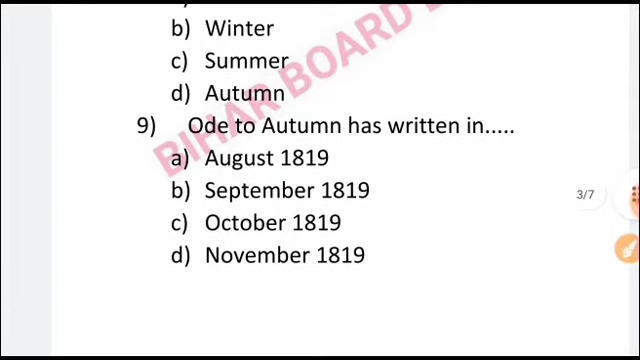 b) Winter
c) Summer
d) Autumn
9) Ode to Autumn has written in.....
a) August 1819
b) September 1819
c) October 1819
d) November 1819
3/7
BIHAR BOARD